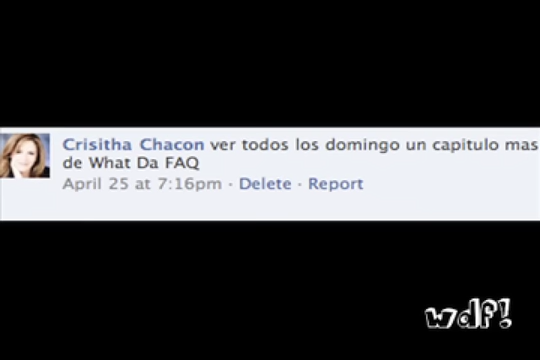 Crisitha Chacon ver todos los domingo un capitulo mas
de What Da FAQ
April 25 at 7:16pm · Delete · Report
wdf!